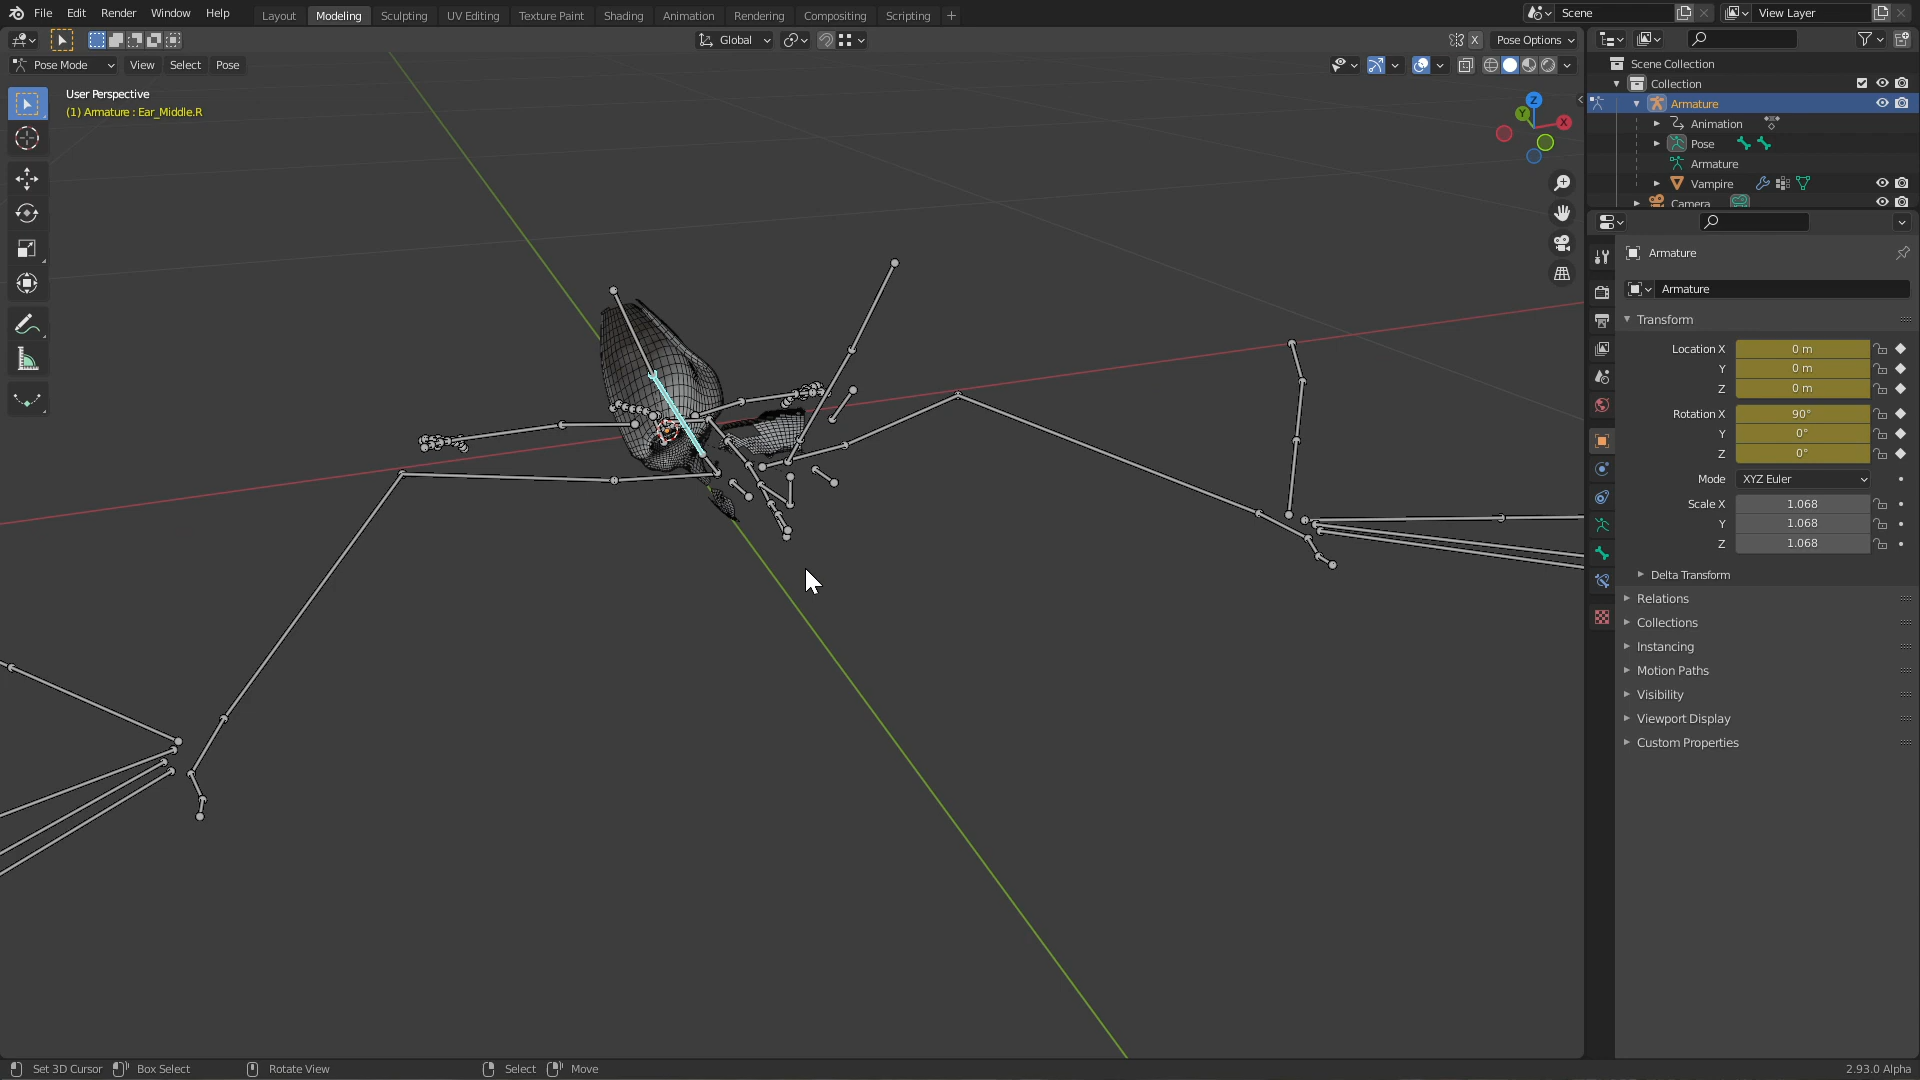 File Edit Render Window Help Layout Modeling Sculpting UV Editing Texture Paint Shading Animation Rendering Compositing Scripting + Scene View Layer
Global X Pose Options
Pose Mode View Select Pose
User Perspective
(1) Armature : Ear_Middle.R
Z
Y
X
Scene Collection
Collection
Armature
Animation
Pose
Armature
Vampire
Camera
Armature
Armature
Transform
Location X 0 m
Y 0 m
Z 0 m
Rotation X 90°
Y 0°
Z 0°
Mode XYZ Euler
Scale X 1.068
Y 1.068
Z 1.068
Delta Transform
Relations
Collections
Instancing
Motion Paths
Visibility
Viewport Display
Custom Properties
Set 3D Cursor Box Select Rotate View Select Move 2.93.0 Alpha